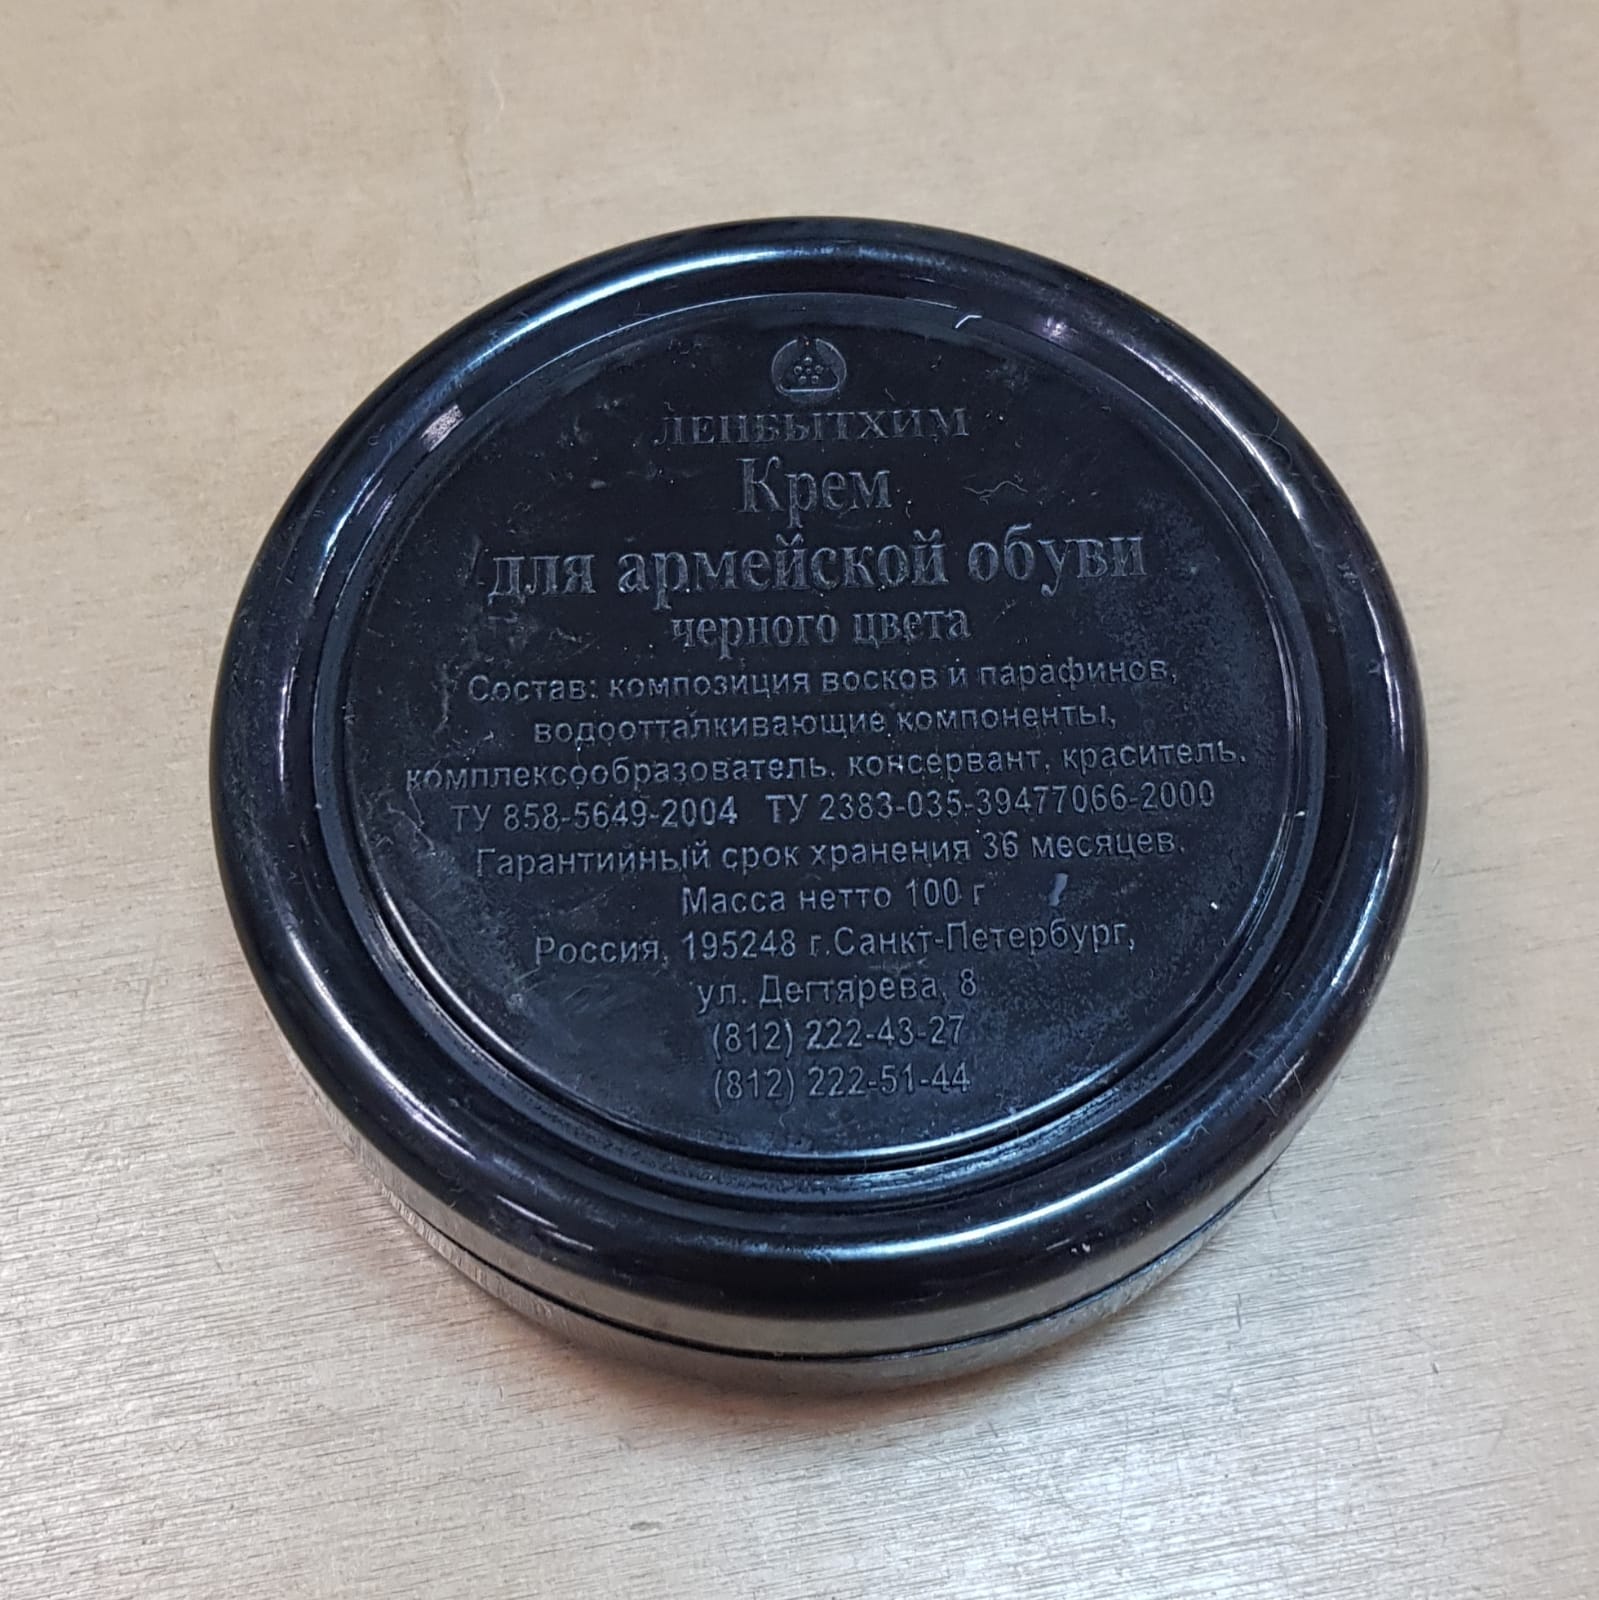 ЛЕНБЫТХИМ
Крем
для армейской обуви
черного цвета
Состав: композиция восков и парафинов,
водоотталкивающие компоненты,
комплексообразователь, консервант, краситель.
ТУ 858-5649-2004 ТУ 2383-035-39477066-2000
Гарантийный срок хранения 36 месяцев.
Масса нетто 100 г
Россия, 195248 г.Санкт-Петербург,
ул. Дегтярева, 8
(812) 222-43-27
(812) 222-51-44